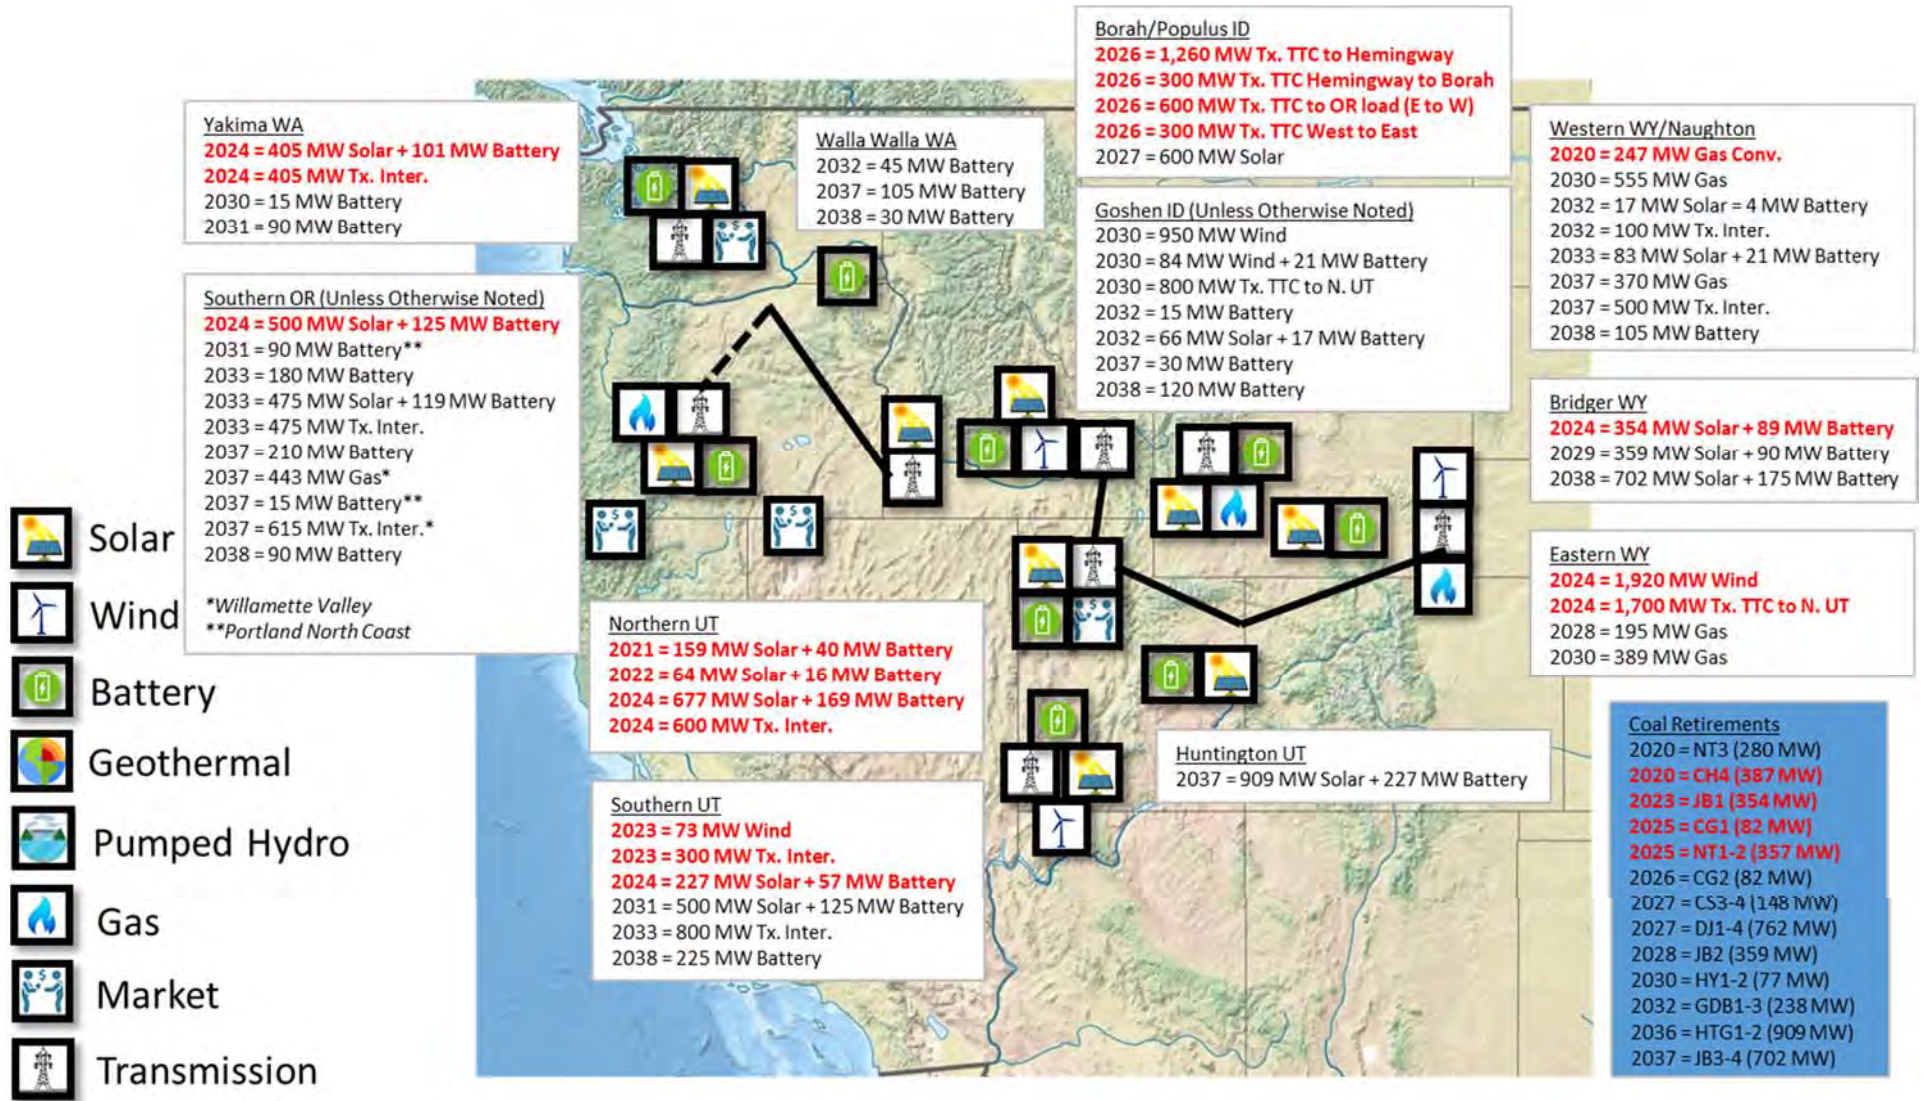 Borah/Populus ID
2026 = 1,260 MW Tx. TTC to Hemingway
2026 = 300 MW Tx. TTC Hemingway to Borah
2026 = 600 MW Tx. TTC to OR load (E to W)
2026 = 300 MW Tx. TTC West to East
2027 = 600 MW Solar
Yakima WA
2024 = 405 MW Solar + 101 MW Battery
2024 = 405 MW Tx. Inter.
2030 = 15 MW Battery
2031 = 90 MW Battery
Walla Walla WA
2032 = 45 MW Battery
2037 = 105 MW Battery
2038 = 30 MW Battery
Western WY/Naughton
2020 = 247 MW Gas Conv.
2030 = 555 MW Gas
2032 = 17 MW Solar = 4 MW Battery
2032 = 100 MW Tx. Inter.
2033 = 83 MW Solar + 21 MW Battery
2037 = 370 MW Gas
2037 = 500 MW Tx. Inter.
2038 = 105 MW Battery
Goshen ID (Unless Otherwise Noted)
2030 = 950 MW Wind
2030 = 84 MW Wind + 21 MW Battery
2030 = 800 MW Tx. TTC to N. UT
2032 = 15 MW Battery
2032 = 66 MW Solar + 17 MW Battery
2037 = 30 MW Battery
2038 = 120 MW Battery
Southern OR (Unless Otherwise Noted)
2024 = 500 MW Solar + 125 MW Battery
2031 = 90 MW Battery**
2033 = 180 MW Battery
2033 = 475 MW Solar + 119 MW Battery
2033 = 475 MW Tx. Inter.
2037 = 210 MW Battery
2037 = 443 MW Gas*
2037 = 15 MW Battery**
2037 = 615 MW Tx. Inter.*
2038 = 90 MW Battery
*Willamette Valley
**Portland North Coast
Bridger WY
2024 = 354 MW Solar + 89 MW Battery
2029 = 359 MW Solar + 90 MW Battery
2038 = 702 MW Solar + 175 MW Battery
Eastern WY
2024 = 1,920 MW Wind
2024 = 1,700 MW Tx. TTC to N. UT
2028 = 195 MW Gas
2030 = 389 MW Gas
Northern UT
2021 = 159 MW Solar + 40 MW Battery
2022 = 64 MW Solar + 16 MW Battery
2024 = 677 MW Solar + 169 MW Battery
2024 = 600 MW Tx. Inter.
Huntington UT
2037 = 909 MW Solar + 227 MW Battery
Southern UT
2023 = 73 MW Wind
2023 = 300 MW Tx. Inter.
2024 = 227 MW Solar + 57 MW Battery
2031 = 500 MW Solar + 125 MW Battery
2033 = 800 MW Tx. Inter.
2038 = 225 MW Battery
Coal Retirements
2020 = NT3 (280 MW)
2020 = CH4 (387 MW)
2023 = JB1 (354 MW)
2025 = CG1 (82 MW)
2025 = NT1-2 (357 MW)
2026 = CG2 (82 MW)
2027 = CS3-4 (148 MW)
2027 = DJ1-4 (762 MW)
2028 = JB2 (359 MW)
2030 = HY1-2 (77 MW)
2032 = GDB1-3 (238 MW)
2036 = HTG1-2 (909 MW)
2037 = JB3-4 (702 MW)
Solar
Wind
Battery
Geothermal
Pumped Hydro
Gas
Market
Transmission